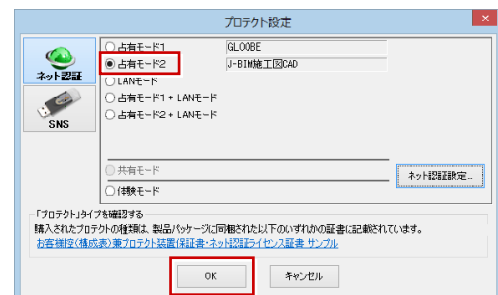 プロテクト設定
×
占有モード1 GLOOBE
占有モード2 J-BIM施工図CAD
LANモード
占有モード1 + LANモード
占有モード2 + LANモード
共有モード
体験モード
ネット認証
SNS
ネット認証設定...
「プロテクト」タイプを確認する
購入されたプロテクトの種類は、製品パッケージに同梱された以下のいずれかの証書に記載されています。
お客様控(構成表)兼プロテクト装置保証書・ネット認証ライセンス証書 サンプル
OK
キャンセル